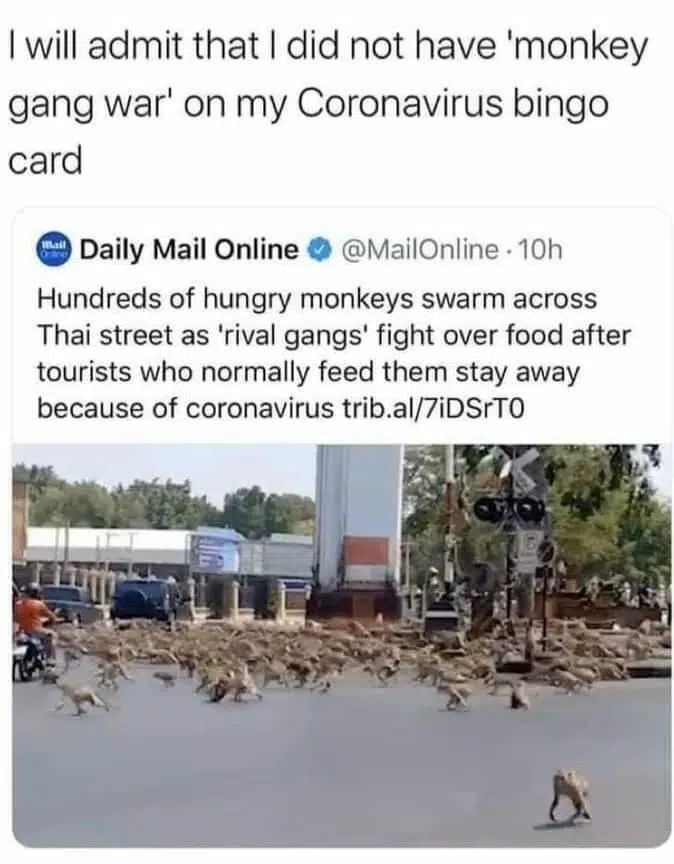 I will admit that I did not have 'monkey
gang war' on my Coronavirus bingo
card
Mail
Online
Daily Mail Online @MailOnline · 10h
Hundreds of hungry monkeys swarm across
Thai street as 'rival gangs' fight over food after
tourists who normally feed them stay away
because of coronavirus trib.al/7iDSrT0